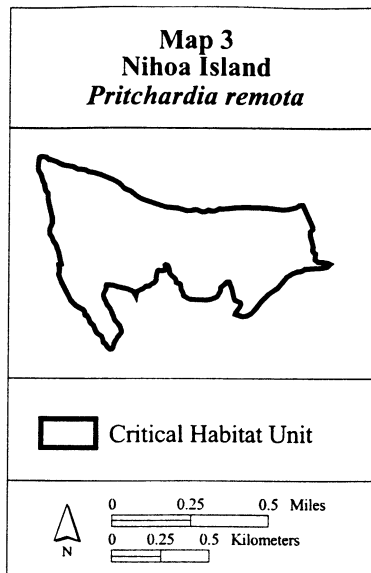 Map 3
Nihoa Island
Pritchardia remota
Critical Habitat Unit
0 0.25 0.5 Miles
0 0.25 0.5 Kilometers
N